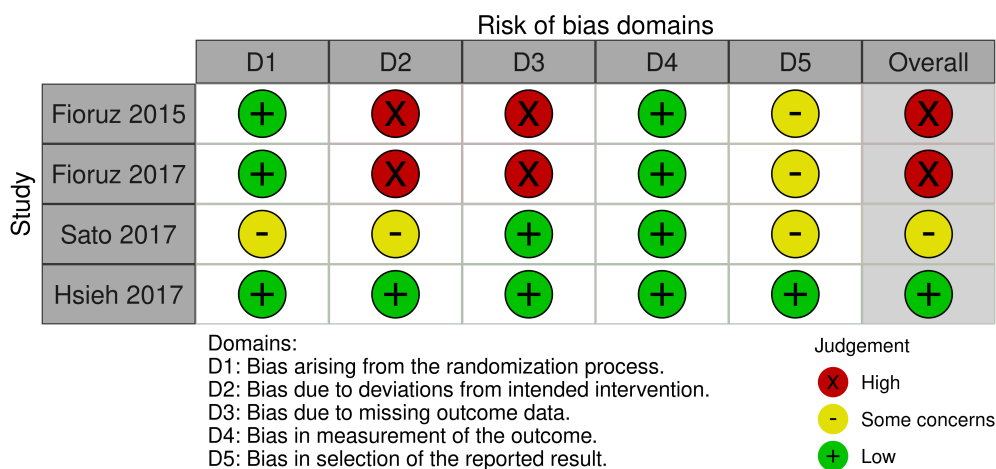 Risk of bias domains
D1 D2 D3 D4 D5 Overall
Fioruz 2015 + X X + - X
Fioruz 2017 + X X + - X
Sato 2017 - - + + - -
Hsieh 2017 + + + + + +
Study
Domains:
D1: Bias arising from the randomization process.
D2: Bias due to deviations from intended intervention.
D3: Bias due to missing outcome data.
D4: Bias in measurement of the outcome.
D5: Bias in selection of the reported result.
Judgement
X High
- Some concerns
+ Low